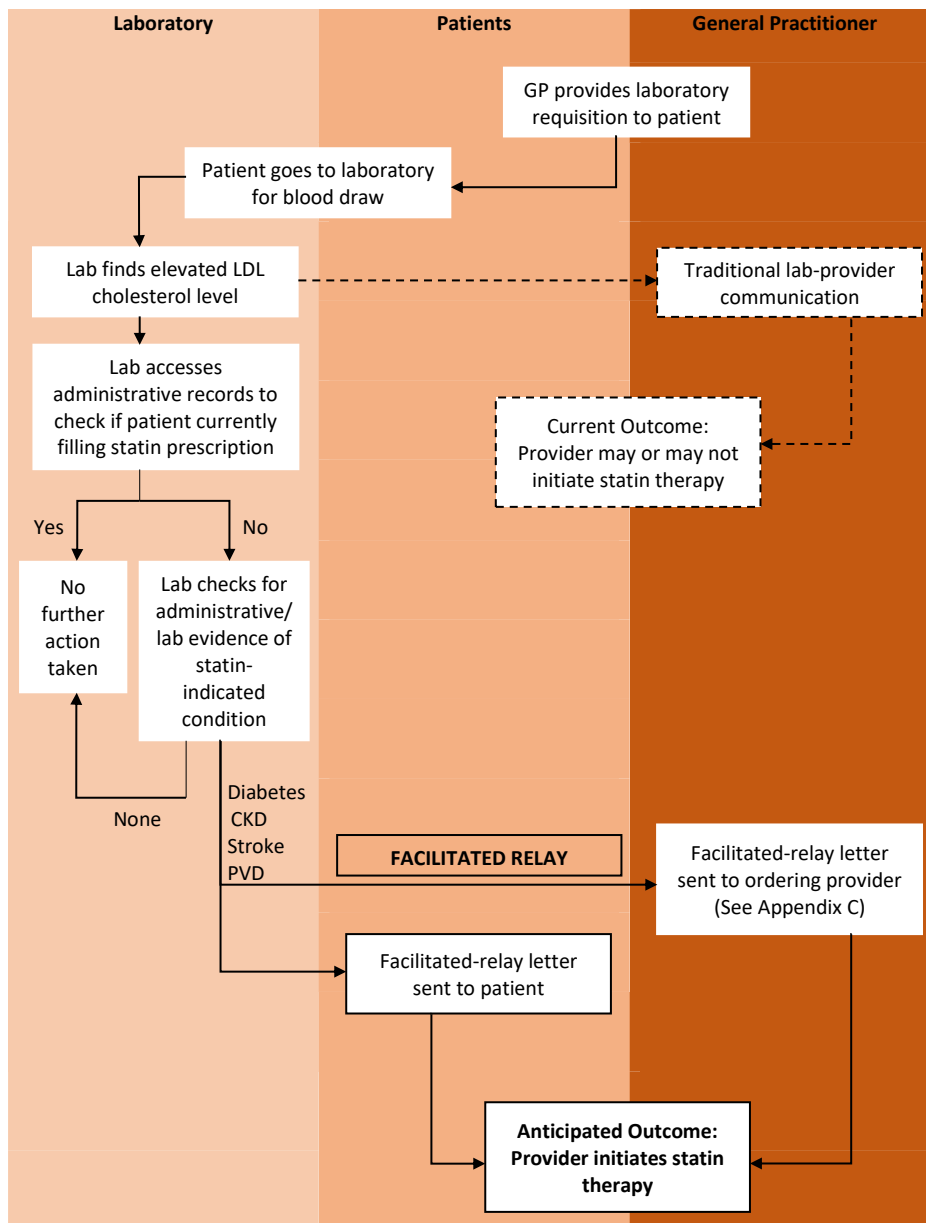 Laboratory
Patients
General Practitioner
GP provides laboratory
requisition to patient
Patient goes to laboratory
for blood draw
Lab finds elevated LDL
cholesterol level
Traditional lab-provider
communication
Lab accesses
administrative records to
check if patient currently
filling statin prescription
Current Outcome:
Provider may or may not
initiate statin therapy
Yes
No
No
further
action
taken
Lab checks for
administrative/
lab evidence of
statin-
indicated
condition
None
Diabetes
CKD
Stroke
PVD
FACILITATED RELAY
Facilitated-relay letter
sent to ordering provider
(See Appendix C)
Facilitated-relay letter
sent to patient
Anticipated Outcome:
Provider initiates statin
therapy